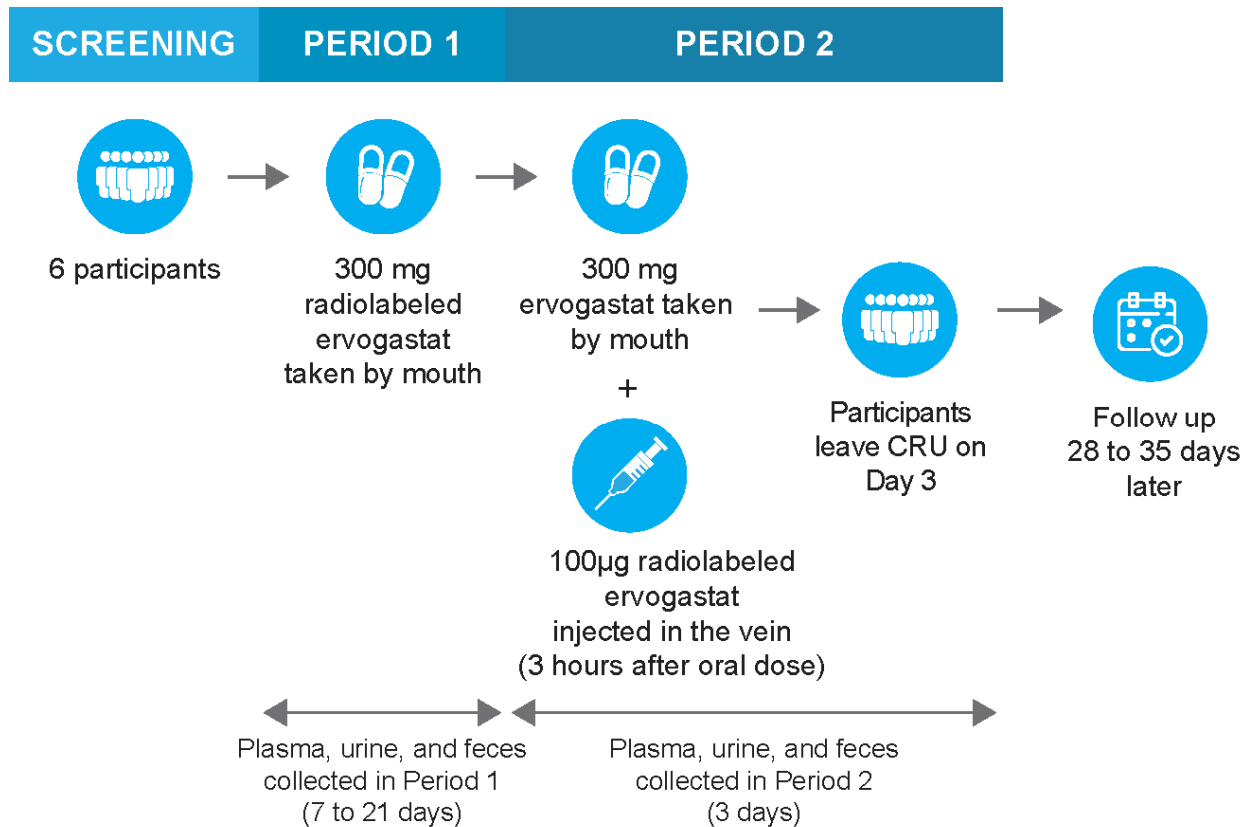 SCREENING
PERIOD 1
PERIOD 2
6 participants
300 mg
radiolabeled
ervogastat
taken by mouth
300 mg
ervogastat taken
by mouth
+
100µg radiolabeled
ervogastat
injected in the vein
(3 hours after oral dose)
Participants
leave CRU on
Day 3
Follow up
28 to 35 days
later
Plasma, urine, and feces
collected in Period 1
(7 to 21 days)
Plasma, urine, and feces
collected in Period 2
(3 days)